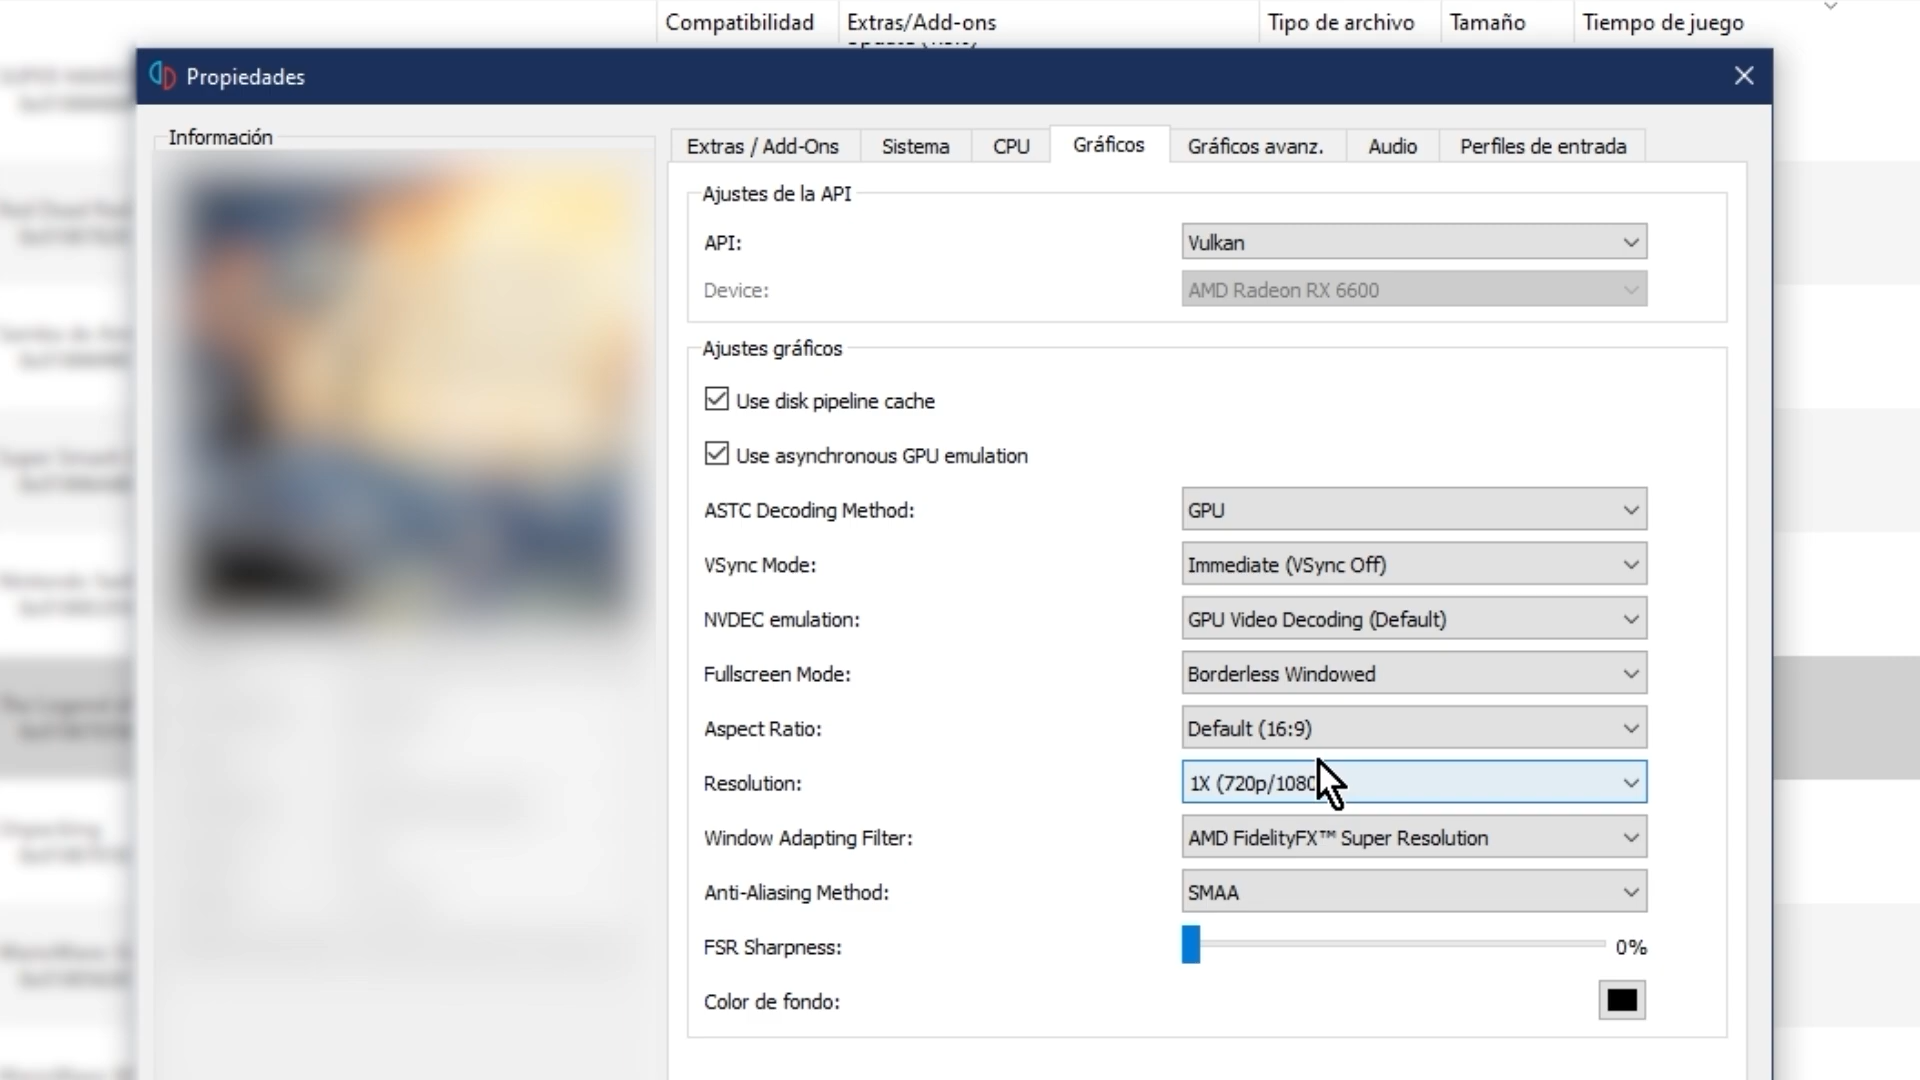 Compatibilidad Extras/Add-ons Tipo de archivo Tamaño Tiempo de juego
Propiedades
Información
Extras / Add-Ons Sistema CPU Gráficos Gráficos avanz. Audio Perfiles de entrada
Ajustes de la API
API: Vulkan
Device: AMD Radeon RX 6600
Ajustes gráficos
Use disk pipeline cache
Use asynchronous GPU emulation
ASTC Decoding Method: GPU
VSync Mode: Immediate (VSync Off)
NVDEC emulation: GPU Video Decoding (Default)
Fullscreen Mode: Borderless Windowed
Aspect Ratio: Default (16:9)
Resolution: 1X (720p/1080
Window Adapting Filter: AMD FidelityFX™ Super Resolution
Anti-Aliasing Method: SMAA
FSR Sharpness: 0%
Color de fondo: